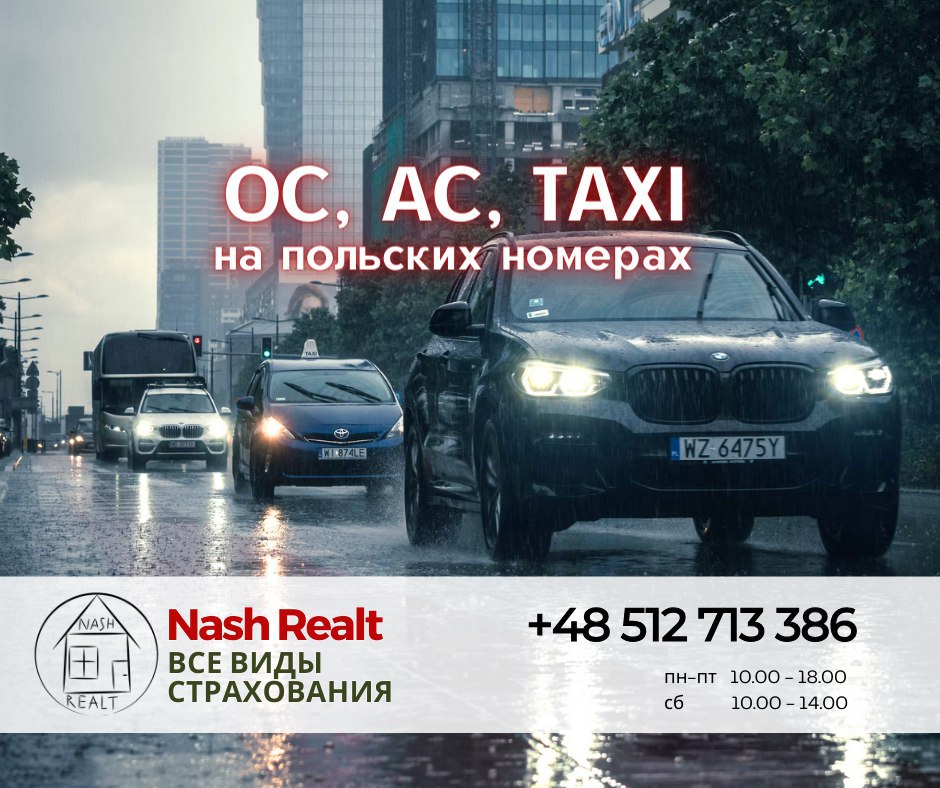 OC, AC, TAXI
на польских номерах
TAXI
WI 874LE
WZ 6475Y
NASH
REALT
Nash Realt
ВСЕ ВИДЫ
СТРАХОВАНИЯ
+48 512 713 386
пн-пт 10.00 - 18.00
сб 10.00 - 14.00